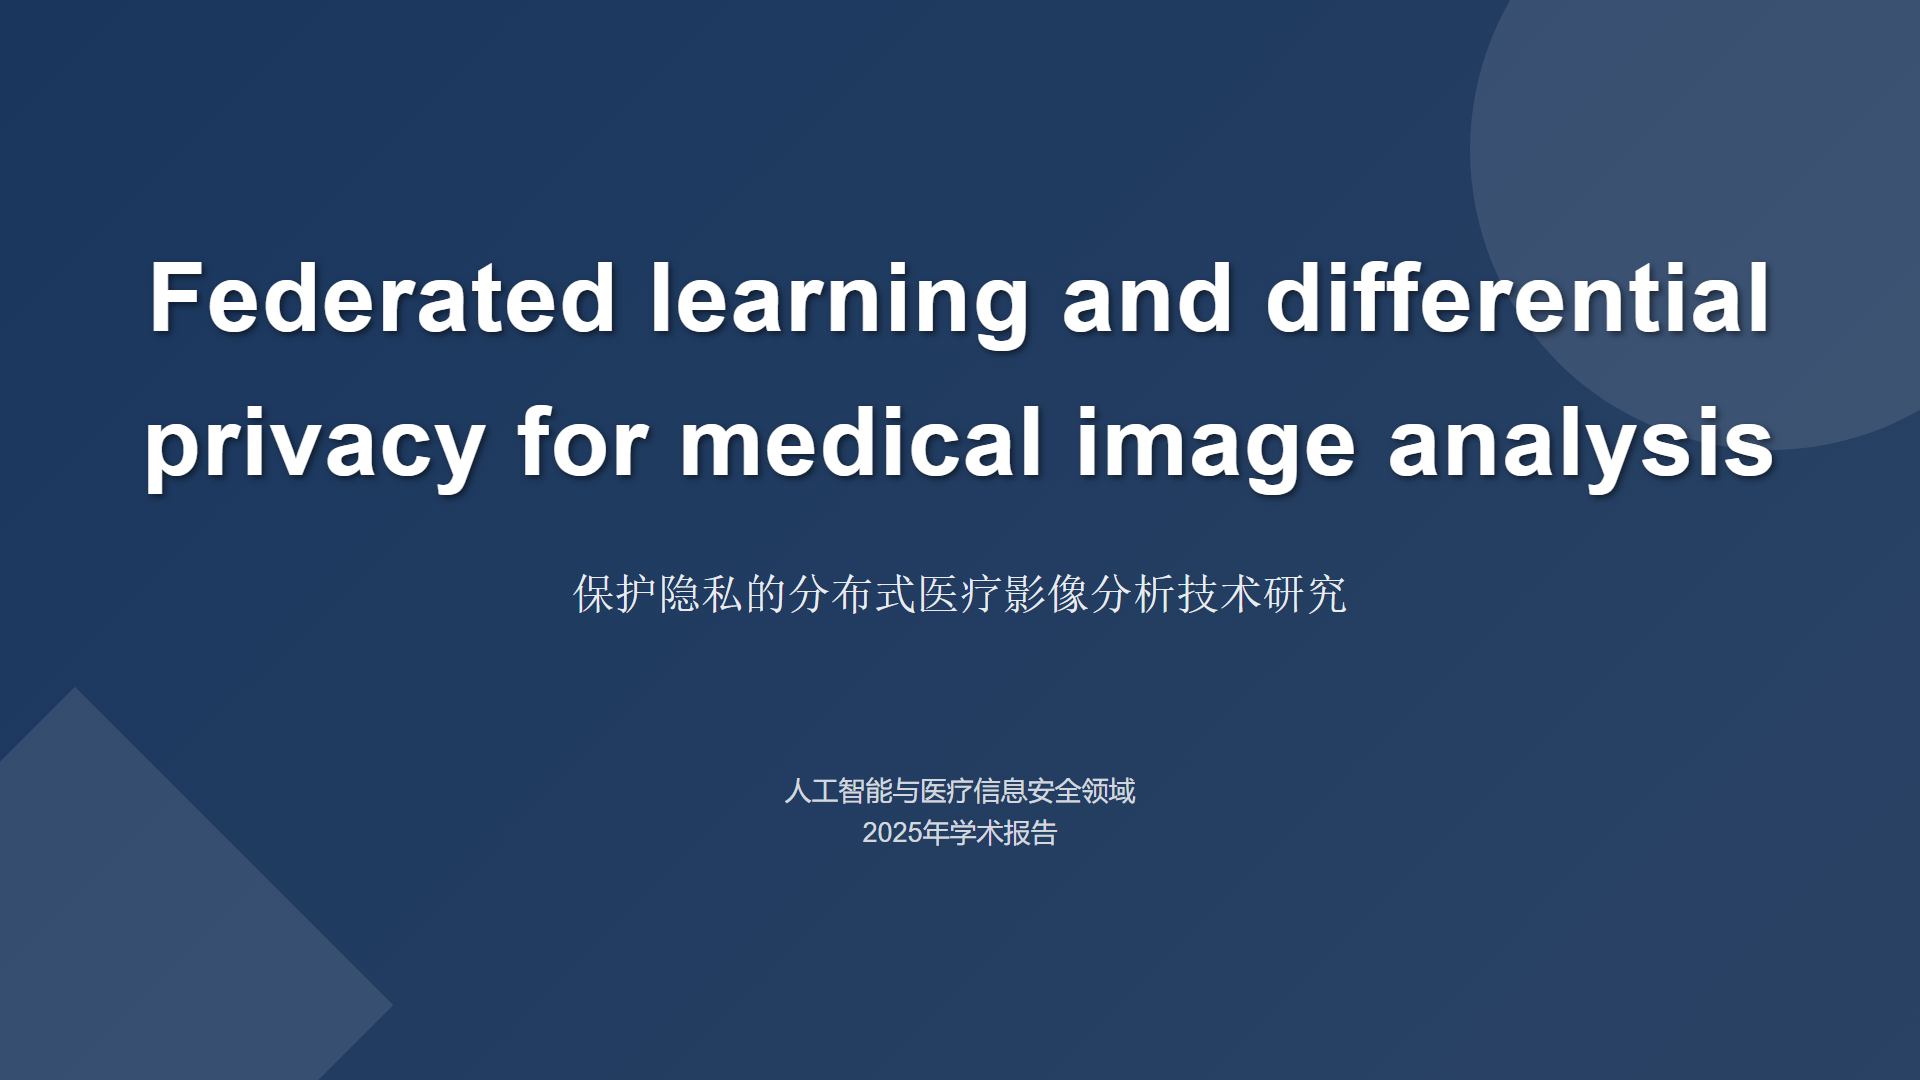 Federated learning and differential
privacy for medical image analysis
保护隐私的分布式医疗影像分析技术研究
人工智能与医疗信息安全领域
2025年学术报告